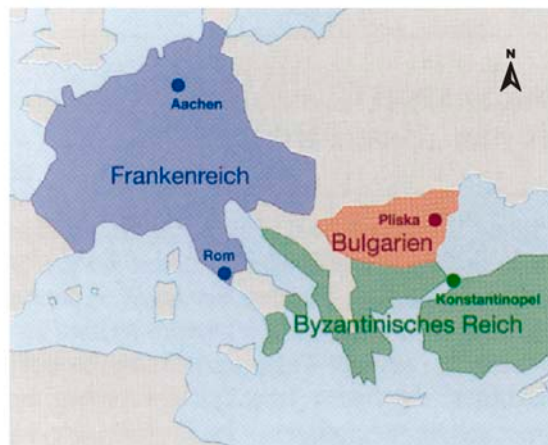 N
Aachen
Frankenreich
Pliska
Bulgarien
Rom
Konstantinopel
Byzantinisches Reich